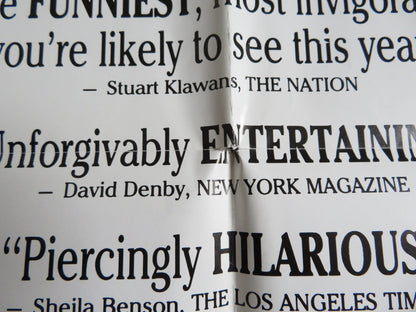 e FUNNIEST, most invigora
you're likely to see this yea
– Stuart Klawans, THE NATION
Unforgivably ENTERTAININ
– David Denby, NEW YORK MAGAZINE
“Piercingly HILARIOUS
– Sheila Benson, THE LOS ANGELES TIM